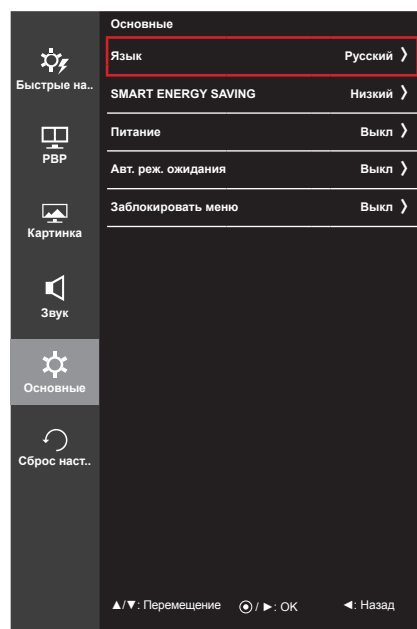 Основные
Язык Русский ❭
SMART ENERGY SAVING Низкий ❭
Питание Выкл ❭
Авт. реж. ожидания Выкл ❭
Заблокировать меню Выкл ❭
Быстрые на..
PBP
Картинка
Звук
Основные
Сброс наст..
▲/▼: Перемещение ⦿ / ►: OK ◄: Назад